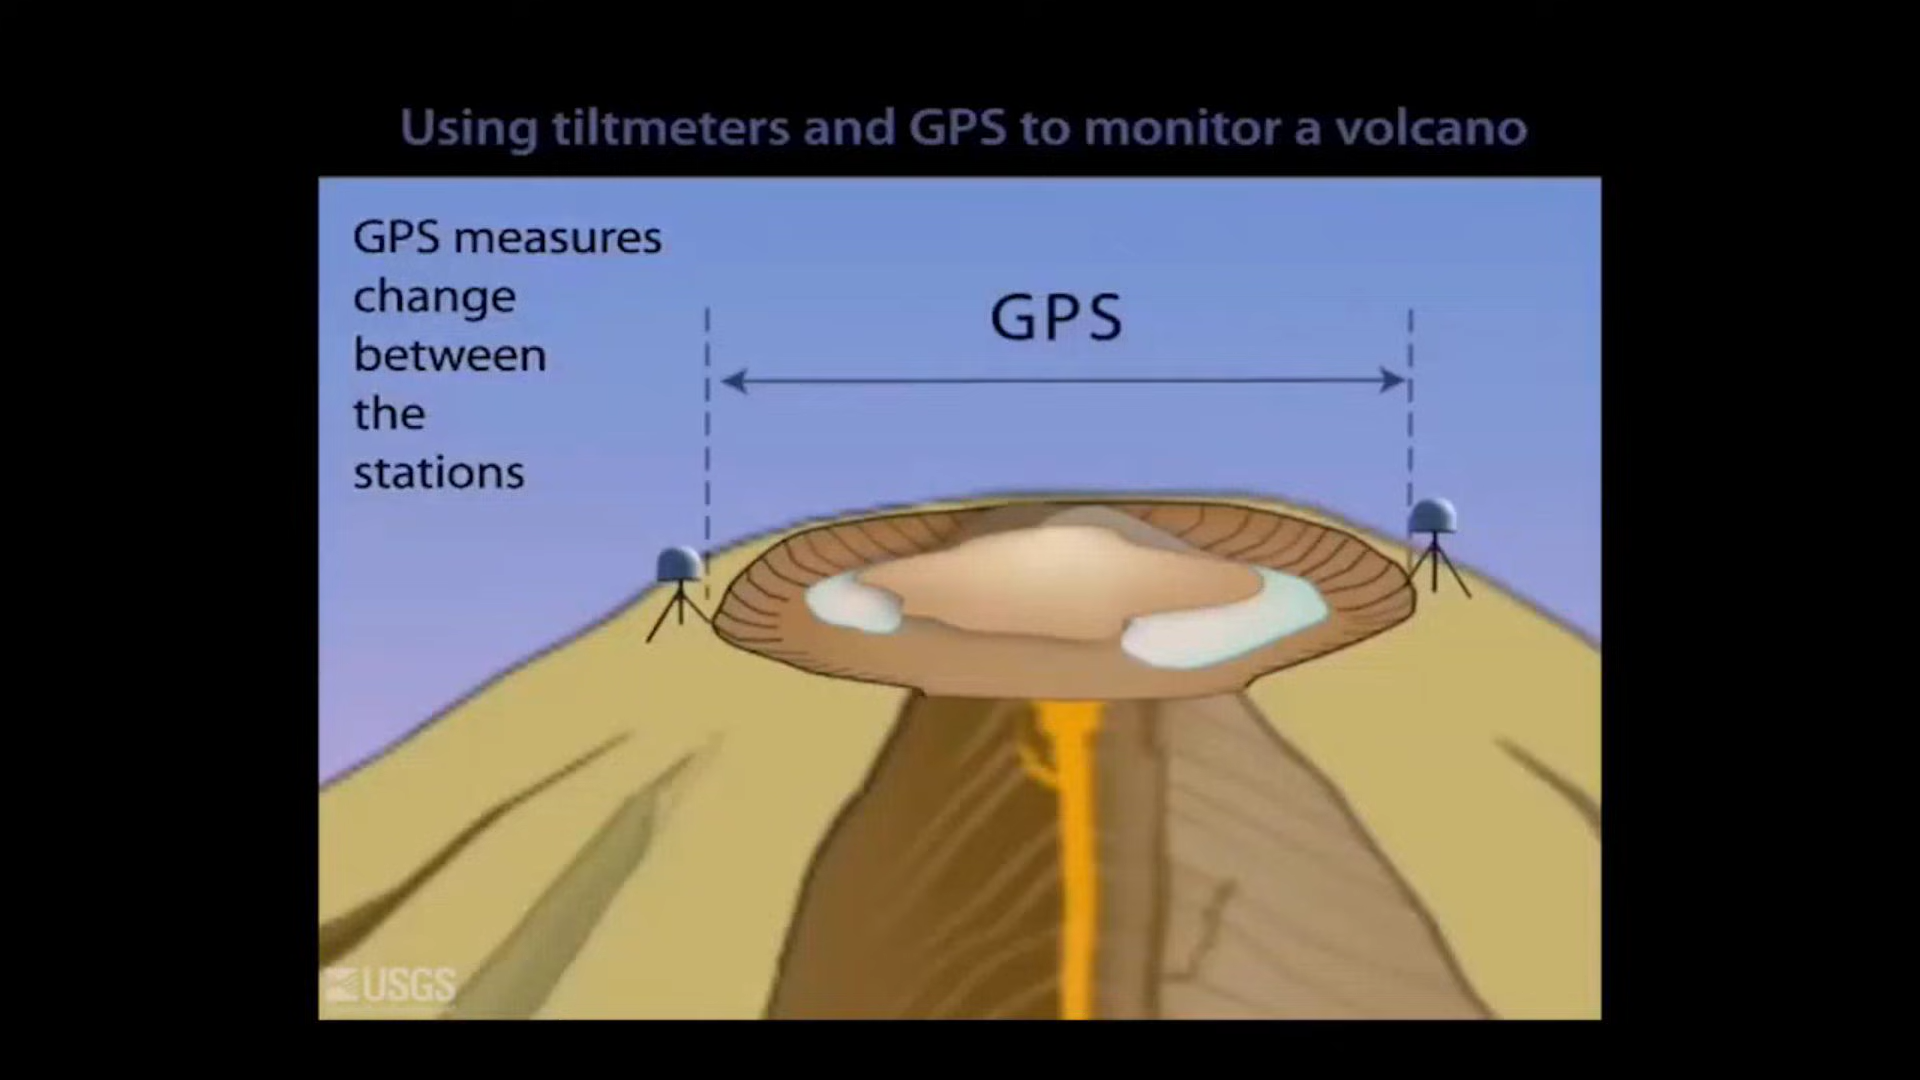 Using tiltmeters and GPS to monitor a volcano
GPS measures
change
between
the
stations
GPS
USGS